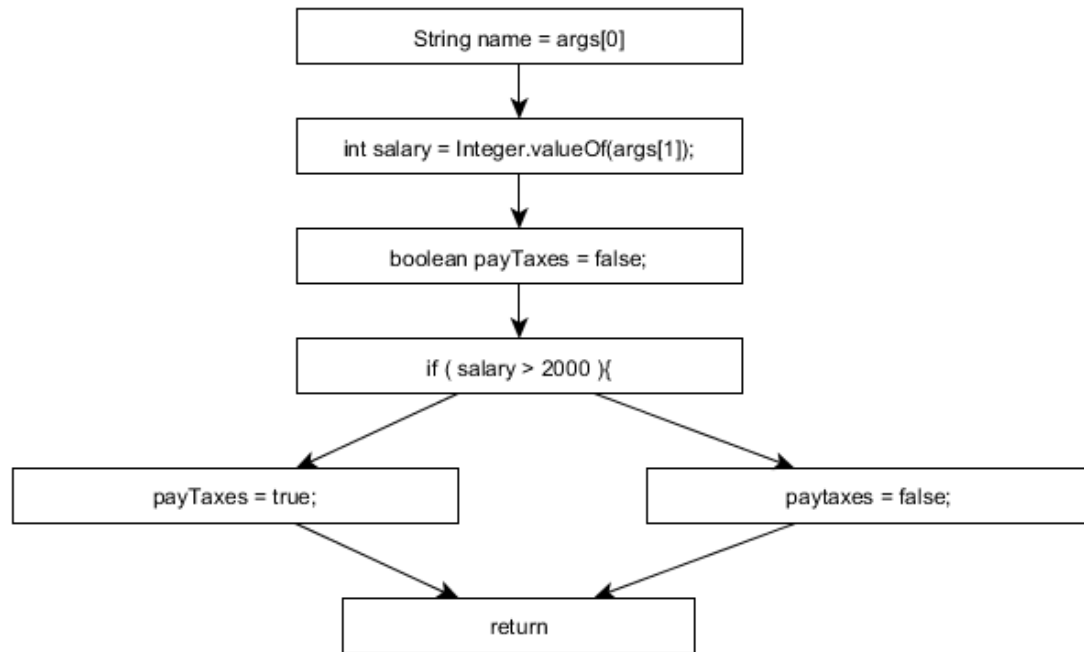 String name = args[0]
int salary = Integer.valueOf(args[1]);
boolean payTaxes = false;
if ( salary > 2000 ){
payTaxes = true;
paytaxes = false;
return